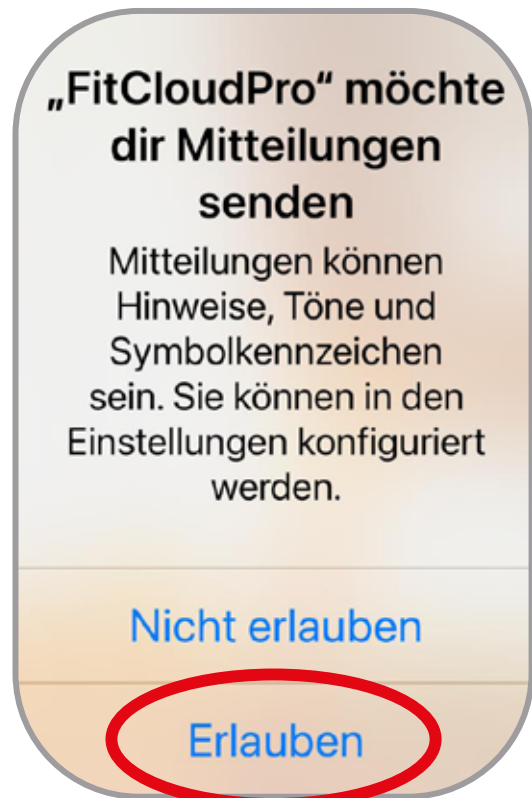 „FitCloudPro“ möchte
dir Mitteilungen
senden
Mitteilungen können
Hinweise, Töne und
Symbolkennzeichen
sein. Sie können in den
Einstellungen konfiguriert
werden.
Nicht erlauben
Erlauben